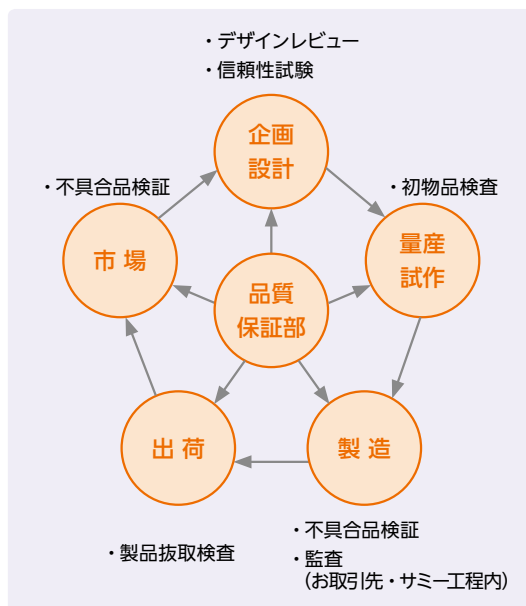 ・デザインレビュー
・信頼性試験
企画
設計
・不具合品検証
・初物品検査
市 場
量産
試作
品質
保証部
出 荷
製 造
・製品抜取検査
・不具合品検証
・監査
（お取引先・サミー工程内）